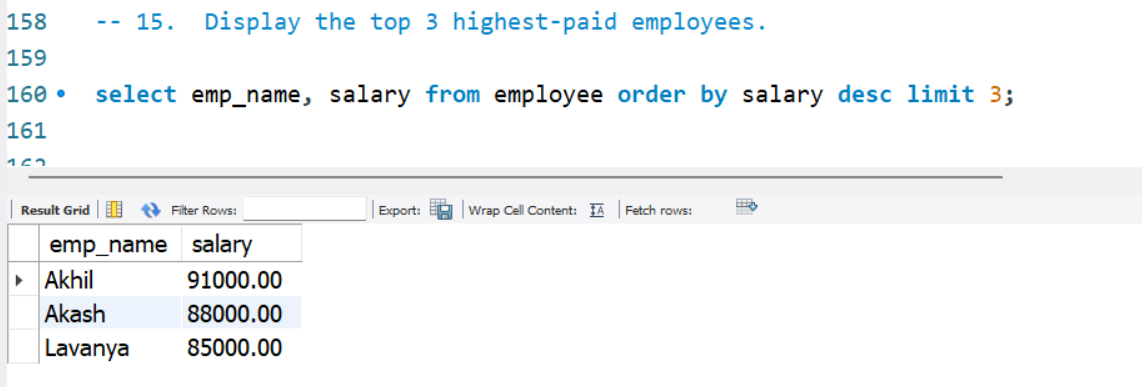 158 -- 15.  Display the top 3 highest-paid employees.
159
160 select emp_name, salary from employee order by salary desc limit 3;
161
162
Result Grid Filter Rows: Export: Wrap Cell Content: Fetch rows:
emp_name salary
Akhil 91000.00
Akash 88000.00
Lavanya 85000.00